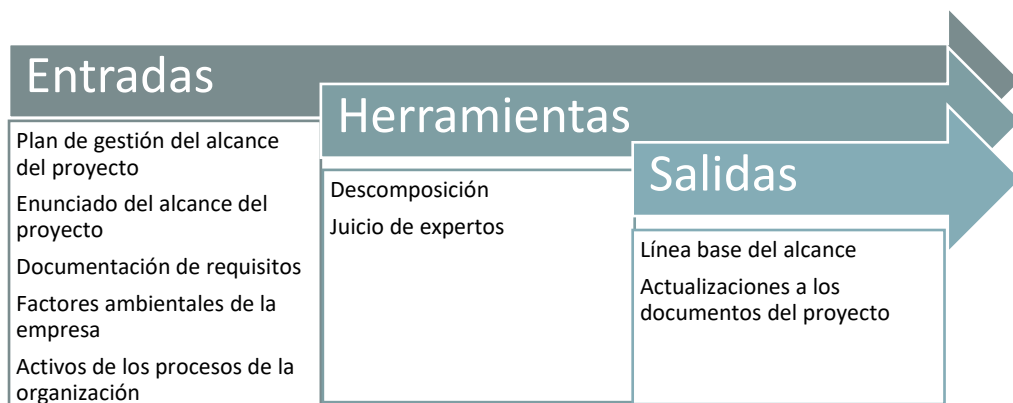 Entradas
Plan de gestión del alcance
del proyecto
Enunciado del alcance del
proyecto
Documentación de requisitos
Factores ambientales de la
empresa
Activos de los procesos de la
organización
Herramientas
Descomposición
Juicio de expertos
Salidas
Línea base del alcance
Actualizaciones a los
documentos del proyecto